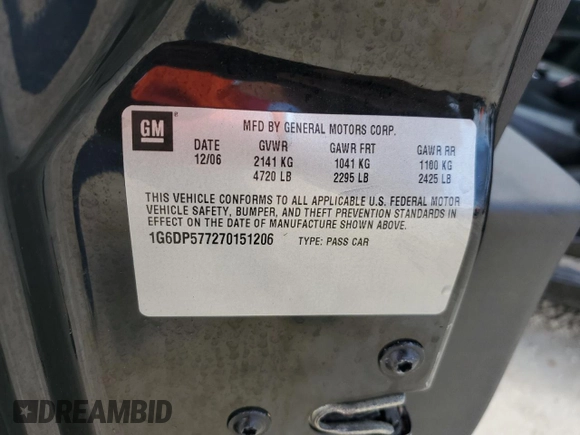 GM
MFD BY GENERAL MOTORS CORP.
DATE GVWR GAWR FRT GAWR RR
12/06 2141 KG 1041 KG 1100 KG
4720 LB 2295 LB 2425 LB
THIS VEHICLE CONFORMS TO ALL APPLICABLE U.S. FEDERAL MOTOR
VEHICLE SAFETY, BUMPER, AND THEFT PREVENTION STANDARDS IN
EFFECT ON THE DATE OF MANUFACTURE SHOWN ABOVE.
1G6DP577270151206 TYPE: PASS CAR
DREAMBID